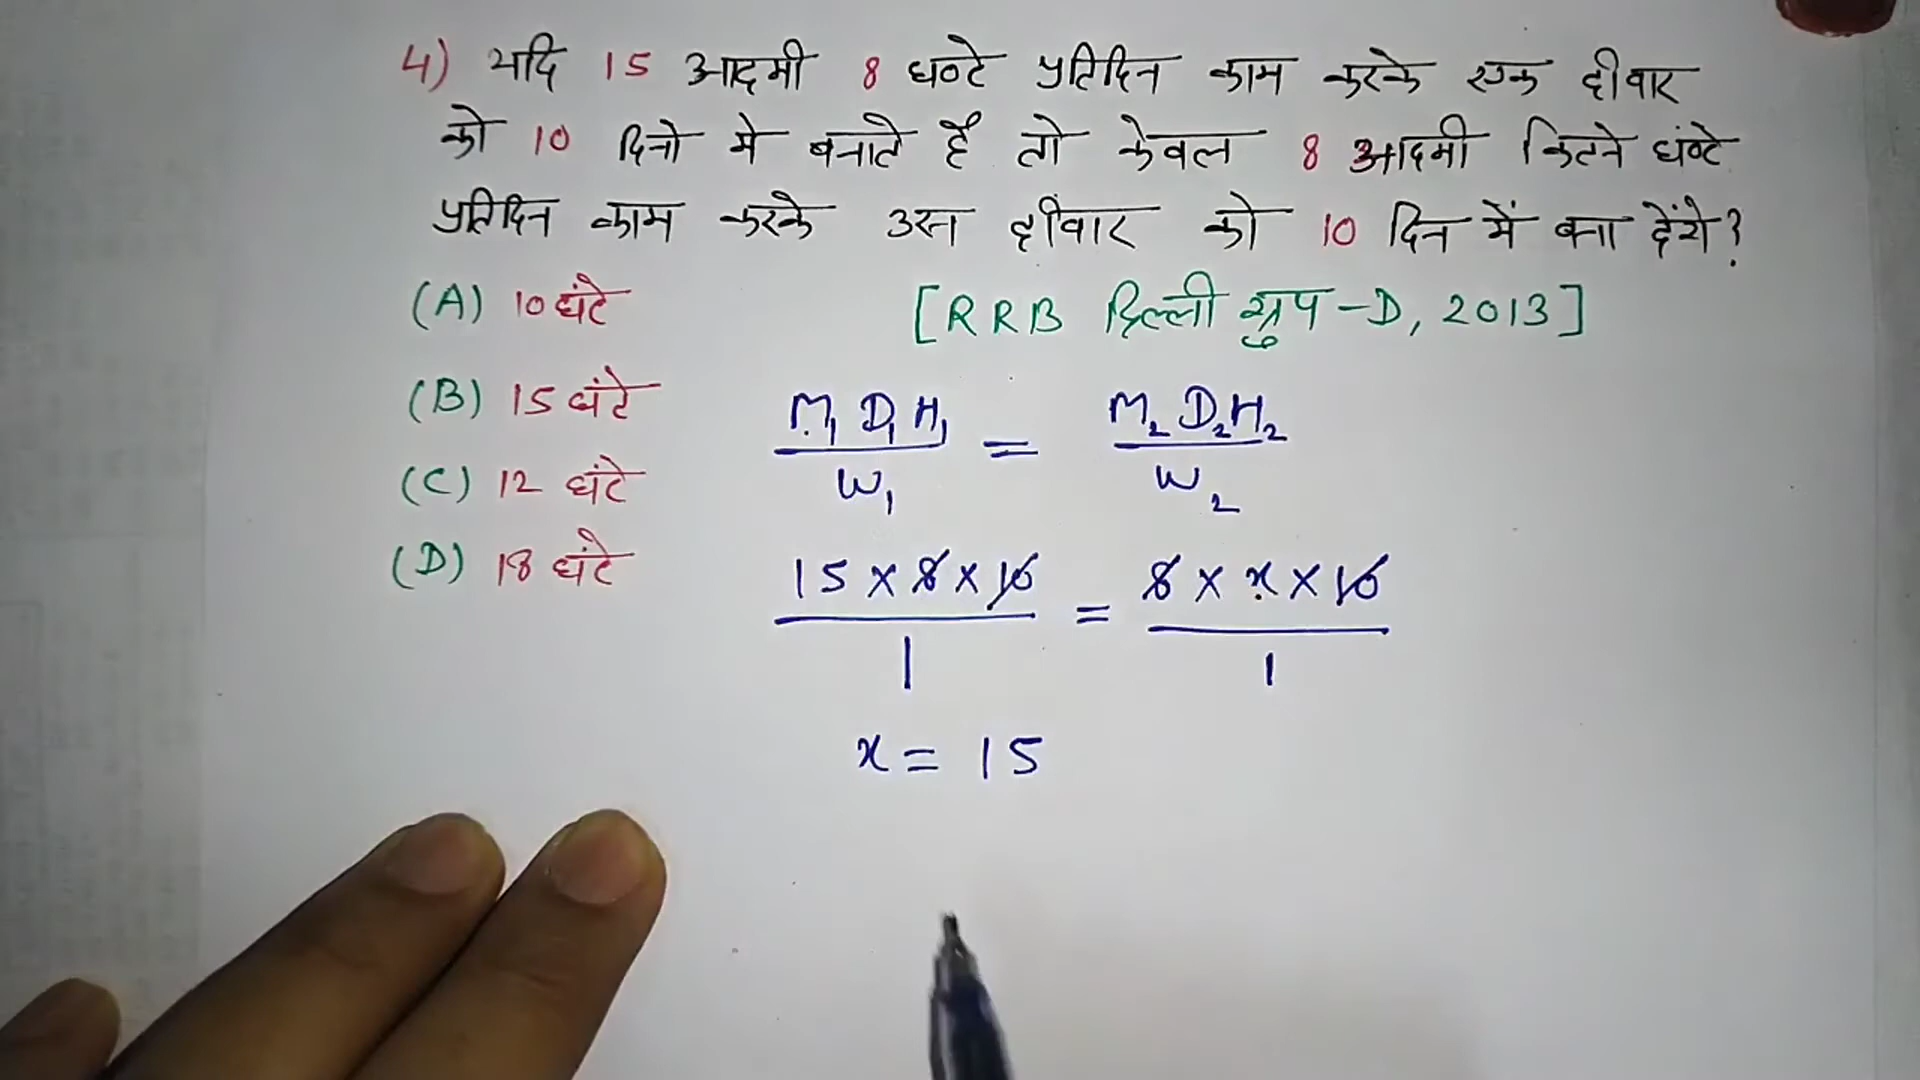 4) यदि 15 आदमी 8 घण्टे प्रतिदिन काम करके एक दीवार
को 10 दिनो मे बनाते है तो केवल 8 आदमी कितने घंण्टे
प्रतिदिन काम करके उस दीवार को 10 दिन में बना देंगे?
(A) 10 घंटे
[RRB दिल्ली ग्रुप-D, 2013]
(B) 15 घंटे
(C) 12 घंटे
(D) 18 घंटे
M₁ D₁ H₁ / W₁ = M₂ D₂ H₂ / W₂
15 × 8 × 10 / 1 = 8 × x × 10 / 1
x = 15